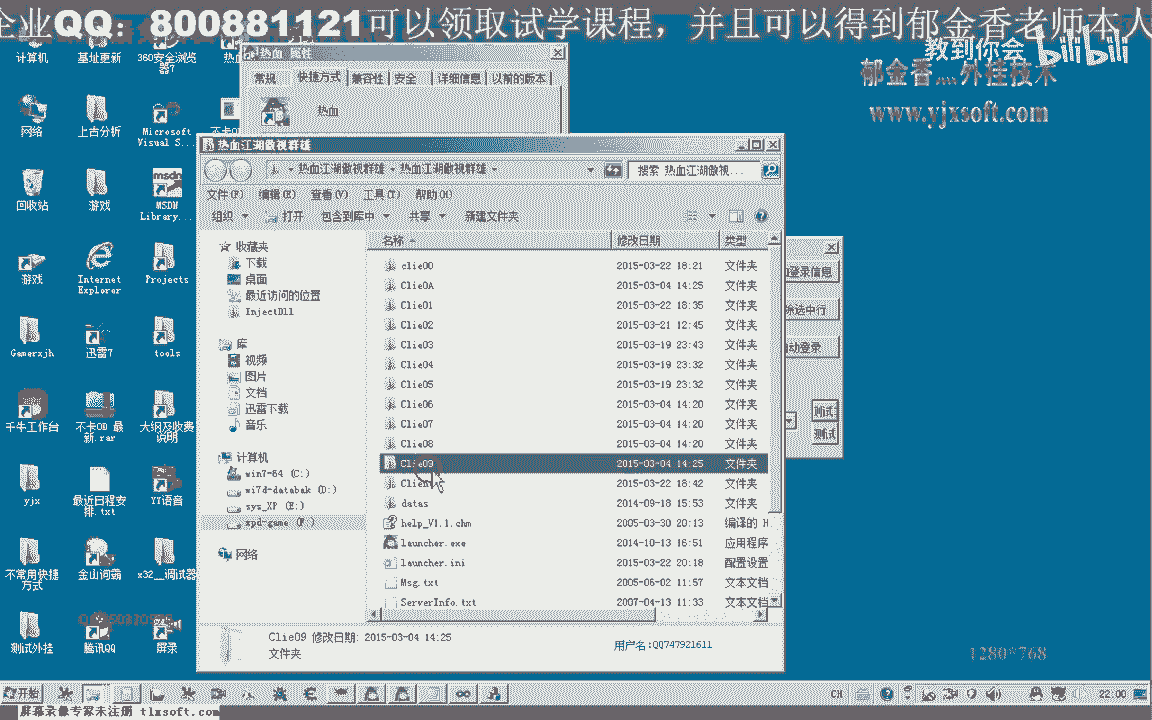 企业QQ：800881121可以领取试学课程，并且可以得到郁金香老师本人
教到你会
bilibili
郁金香....外挂技术
www.yjxsoft.com
计算机
基址更新
360安全浏览器7
热血
网络
上古分析
Microsoft Visual S...
回收站
游戏
MSDN Library...
游戏
Internet Explorer
Projects
Gamerxjh
迅雷7
tools
千牛工作台
不卡OD 最新.rar
大纲及收费说明
yjx
最近日程安排.txt
YY语音
不常用快捷方式
金山词霸
x32__调试器
测试外挂
腾讯QQ
屏录
热血 属性
常规
快捷方式
兼容性
安全
详细信息
以前的版本
热血
热血江湖傲视群雄
热血江湖傲视群雄
热血江湖傲视群雄
搜索 热血江湖傲视...
文件(F)
编辑(E)
查看(V)
工具(T)
帮助(H)
组织
打开
包含到库中
共享
新建文件夹
收藏夹
下载
桌面
最近访问的位置
InjectDll
库
视频
图片
文档
迅雷下载
音乐
计算机
win7-64 (C:)
wi7d-databak (D:)
sys_XP (E:)
xpd-game (F:)
网络
名称
修改日期
类型
clie00 2015-03-22 18:21 文件夹
Clie0A 2015-03-04 14:25 文件夹
Clie01 2015-03-22 18:35 文件夹
Clie02 2015-03-21 12:45 文件夹
Clie03 2015-03-19 23:43 文件夹
Clie04 2015-03-19 23:32 文件夹
Clie05 2015-03-19 23:32 文件夹
Clie06 2015-03-04 14:20 文件夹
Clie07 2015-03-04 14:20 文件夹
Clie08 2015-03-04 14:20 文件夹
Clie09 2015-03-04 14:25 文件夹
2015-03-22 18:42 文件夹
datas 2014-09-18 15:53 文件夹
help_V1.1.chm 2005-03-30 20:13 编译的 H
launcher.exe 2014-10-13 16:51 应用程序
launcher.ini 2015-03-22 20:18 配置设置
Msg.txt 2006-06-02 11:57 文本文档
ServerInfo.txt 2007-04-13 11:33 文本文档
登录信息
选中行
动登录
测试
测试
Clie09 修改日期: 2015-03-04 14:25
文件夹
用户名:QQ747921611
1280*768
开始
CH
22:00
屏幕录像专家未注册 tlxsoft.com